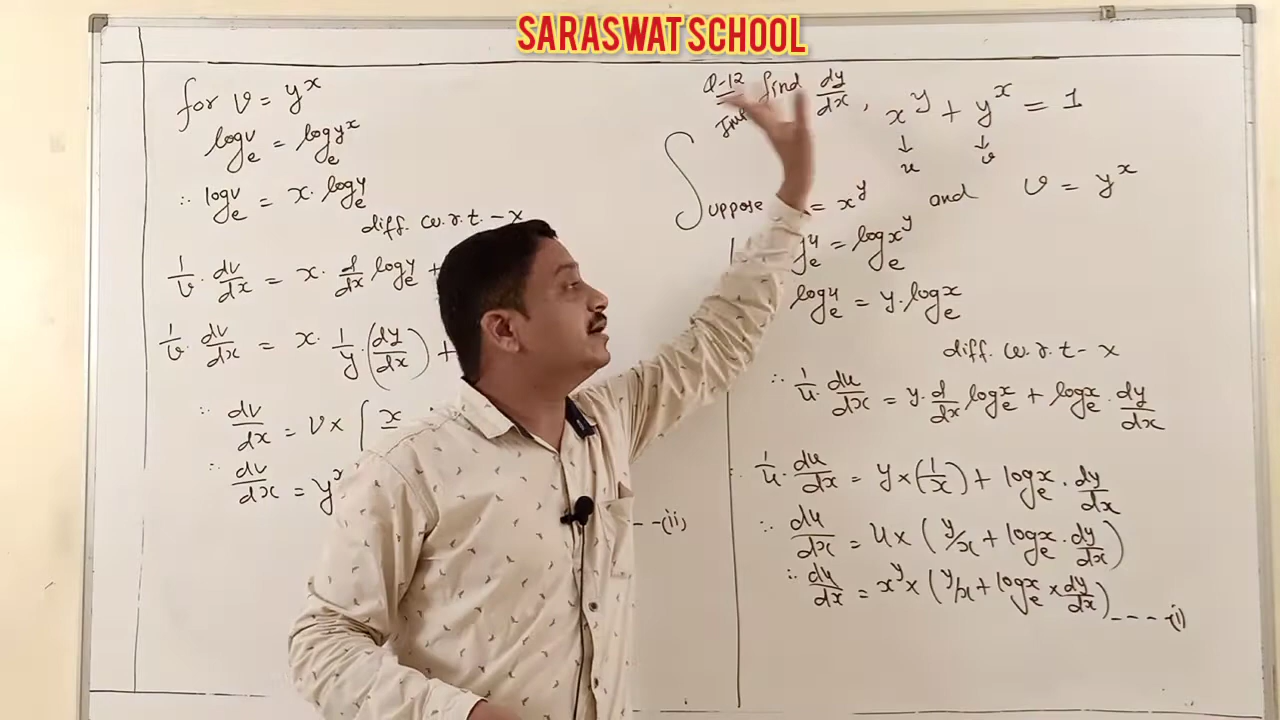 SARASWAT SCHOOL
for v = y^x
log_e v = log_e y^x
∴ log_e v = x · log_e y
diff. w.r.t. - x
1/v · dv/dx = x · d/dx log_e y +
1/v · dv/dx = x · 1/y · (dy/dx) +
∴ dv/dx = v × [ x
∴ dv/dx = y^x
---(ii)
Q-12 find dy/dx , x^y + y^x = 1
↓ ↓
u v
Suppose = x^y and v = y^x
log_e u = log_e x^y
log_e u = y · log_e x
diff. w.r.t - x
∴ 1/u · du/dx = y · d/dx log_e x + log_e x · dy/dx
∴ 1/u · du/dx = y × (1/x) + log_e x · dy/dx
∴ du/dx = u × (y/x + log_e x · dy/dx)
∴ du/dx = x^y × (y/x + log_e x × dy/dx) ----(i)